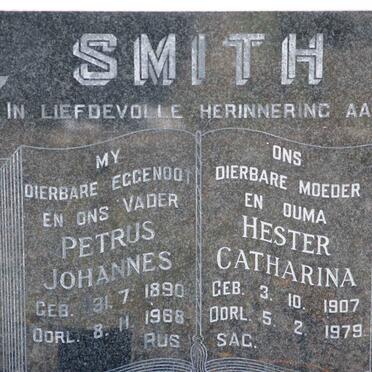 SMITH
IN LIEFDEVOLLE HERINNERING AA
MY
DIERBARE EGGENOOT
EN ONS VADER
PETRUS
JOHANNES
GEB. 31. 7. 1890
OORL. 8. 11. 1968
RUS
ONS
DIERBARE MOEDER
EN OUMA
HESTER
CATHARINA
GEB. 3. 10. 1907
OORL. 5. 2. 1979
SAG.